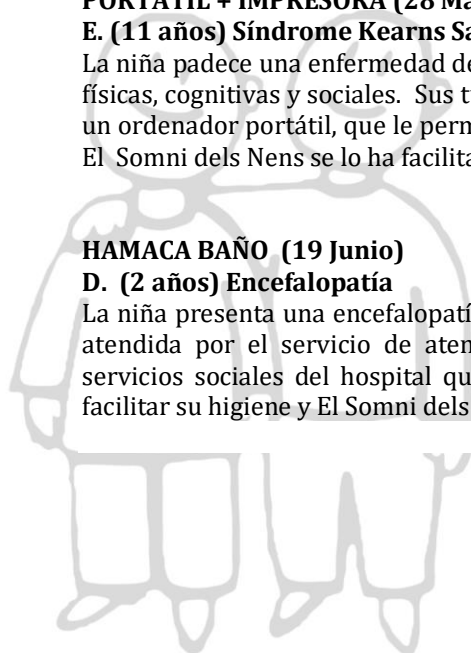 PORTÁTIL + IMPRESORA (28 Ma
E. (11 años) Síndrome Kearns Sa
La niña padece una enfermedad de
físicas, cognitivas y sociales. Sus t
un ordenador portátil, que le perm
El Somni dels Nens se lo ha facilita
HAMACA BAÑO (19 Junio)
D. (2 años) Encefalopatía
La niña presenta una encefalopatí
atendida por el servicio de aten
servicios sociales del hospital qu
facilitar su higiene y El Somni dels